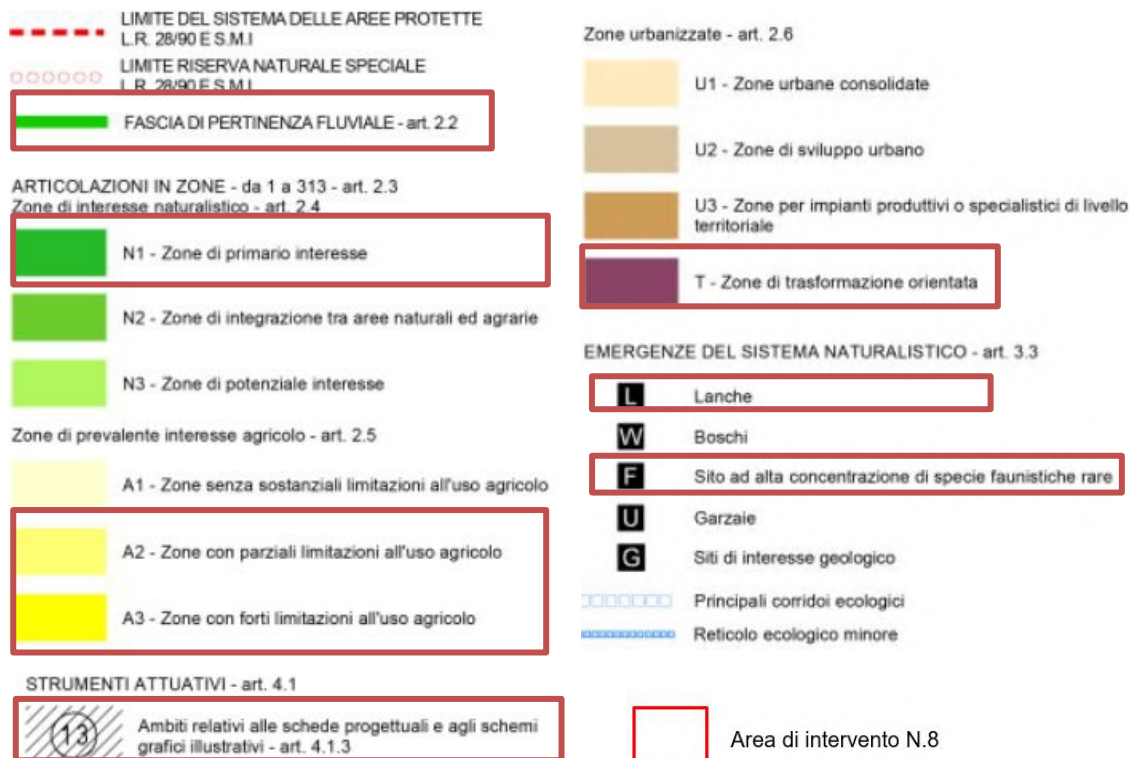 LIMITE DEL SISTEMA DELLE AREE PROTETTE
L.R. 28/90 E S.M.I
LIMITE RISERVA NATURALE SPECIALE
L.R. 28/90 E S.M.I
FASCIA DI PERTINENZA FLUVIALE - art. 2.2
ARTICOLAZIONI IN ZONE - da 1 a 313 - art. 2.3
Zone di interesse naturalistico - art. 2.4
N1 - Zone di primario interesse
N2 - Zone di integrazione tra aree naturali ed agrarie
N3 - Zone di potenziale interesse
Zone di prevalente interesse agricolo - art. 2.5
A1 - Zone senza sostanziali limitazioni all'uso agricolo
A2 - Zone con parziali limitazioni all'uso agricolo
A3 - Zone con forti limitazioni all'uso agricolo
STRUMENTI ATTUATIVI - art. 4.1
13
Ambiti relativi alle schede progettuali e agli schemi
grafici illustrativi - art. 4.1.3
Zone urbanizzate - art. 2.6
U1 - Zone urbane consolidate
U2 - Zone di sviluppo urbano
U3 - Zone per impianti produttivi o specialistici di livello
territoriale
T - Zone di trasformazione orientata
EMERGENZE DEL SISTEMA NATURALISTICO - art. 3.3
L Lanche
W Boschi
F Sito ad alta concentrazione di specie faunistiche rare
U Garzaie
G Siti di interesse geologico
Principali corridoi ecologici
Reticolo ecologico minore
Area di intervento N.8